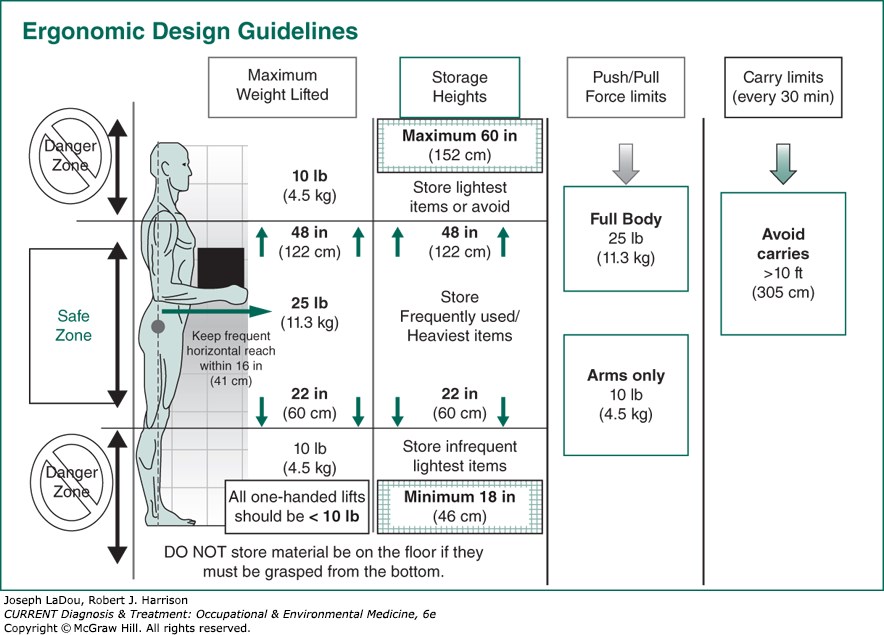 Ergonomic Design Guidelines
Maximum
Weight Lifted
Storage
Heights
Push/Pull
Force limits
Carry limits
(every 30 min)
Danger
Zone
10 lb
(4.5 kg)
Maximum 60 in
(152 cm)
Store lightest
items or avoid
48 in
(122 cm)
48 in
(122 cm)
Full Body
25 lb
(11.3 kg)
Avoid
carries
>10 ft
(305 cm)
Safe
Zone
25 lb
(11.3 kg)
Keep frequent
horizontal reach
within 16 in
(41 cm)
Store
Frequently used/
Heaviest items
22 in
(60 cm)
22 in
(60 cm)
Arms only
10 lb
(4.5 kg)
Danger
Zone
10 lb
(4.5 kg)
Store infrequent
lightest items
All one-handed lifts
should be < 10 lb
Minimum 18 in
(46 cm)
DO NOT store material be on the floor if they
must be grasped from the bottom.
Joseph LaDou, Robert J. Harrison
CURRENT Diagnosis & Treatment: Occupational & Environmental Medicine, 6e
Copyright © McGraw Hill. All rights reserved.